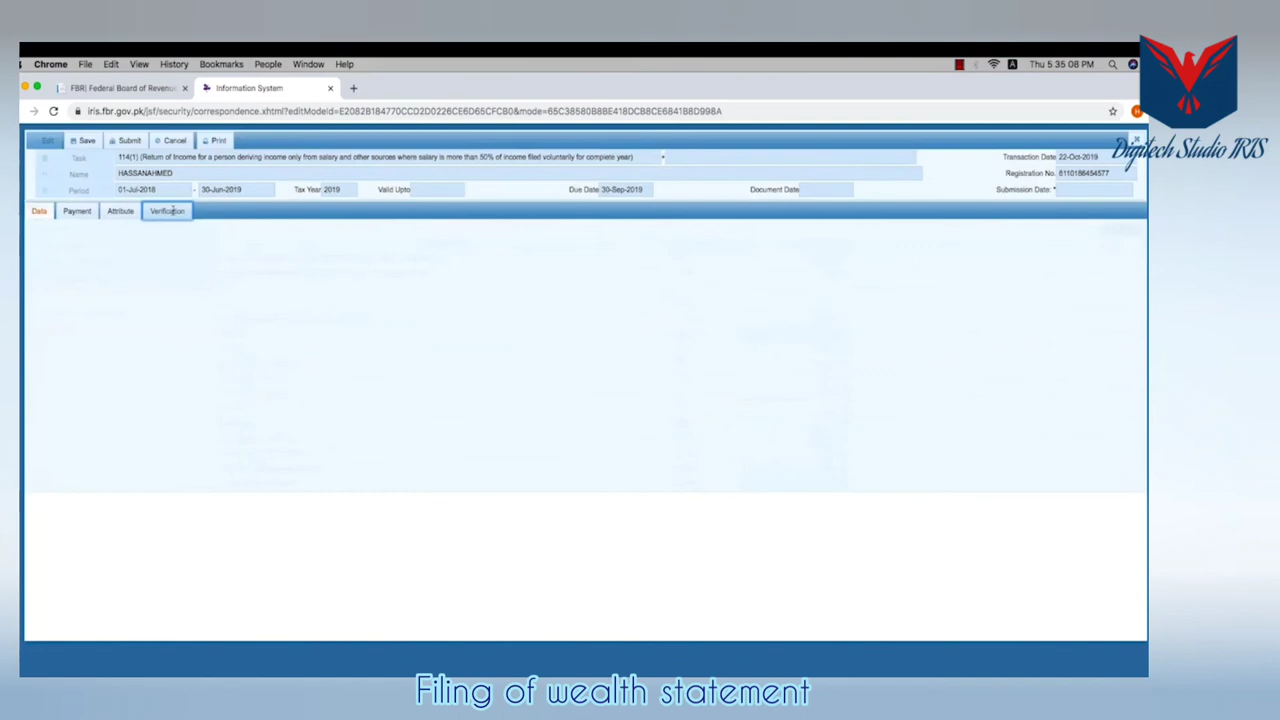 Chrome File Edit View History Bookmarks People Window Help Thu 5 35 08 PM
FBR| Federal Board of Revenue Information System
iris.fbr.gov.pk/jsf/security/correspondence.xhtml?editModeId=E2082B184770CCD2D0226CE6D65CFCB0&mode=65C38580B8BE418DCB8CE6841B8D998A
Digitech Studio IRIS
Edit Save Submit Cancel Print
Task 114(1) (Return of Income for a person deriving income only from salary and other sources where salary is more than 50% of income filed voluntarily for complete year) Transaction Date 22-Oct-2019
Name HASSANAHMED Registration No. 6110186454577
Period 01-Jul-2018 - 30-Jun-2019 Tax Year 2019 Valid Upto Due Date 30-Sep-2019 Document Date Submission Date: *
Data Payment Attribute Verification
Filing of wealth statement